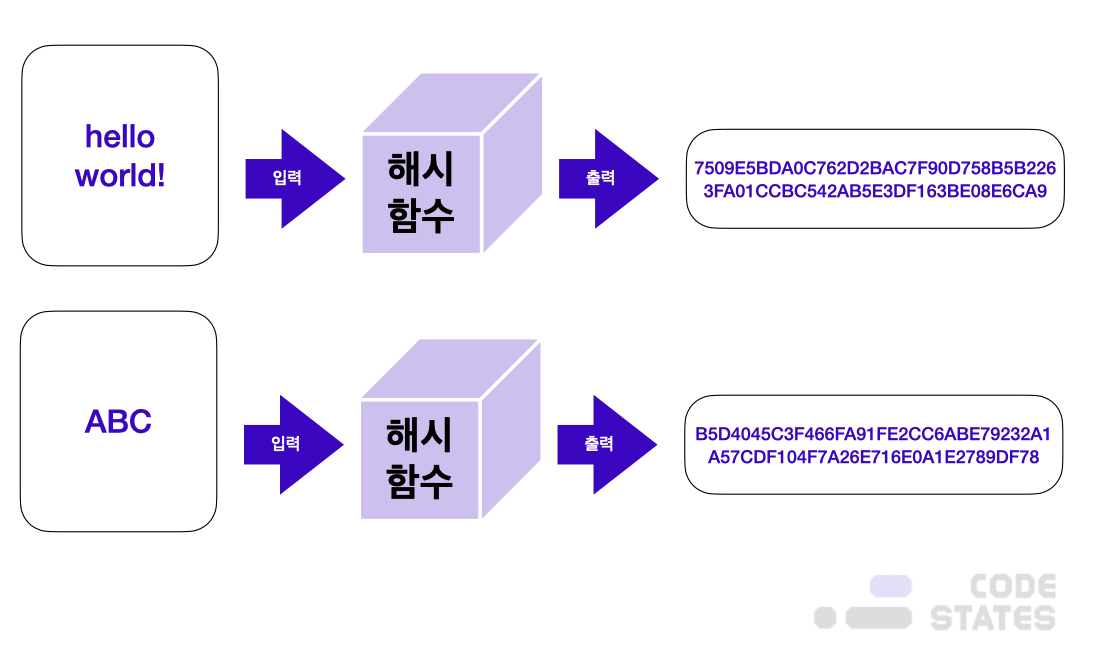 hello
world!
입력
해시
함수
출력
7509E5BDA0C762D2BAC7F90D758B5B226
3FA01CCBC542AB5E3DF163BE08E6CA9
ABC
입력
해시
함수
출력
B5D4045C3F466FA91FE2CC6ABE79232A1
A57CDF104F7A26E716E0A1E2789DF78
CODE
STATES